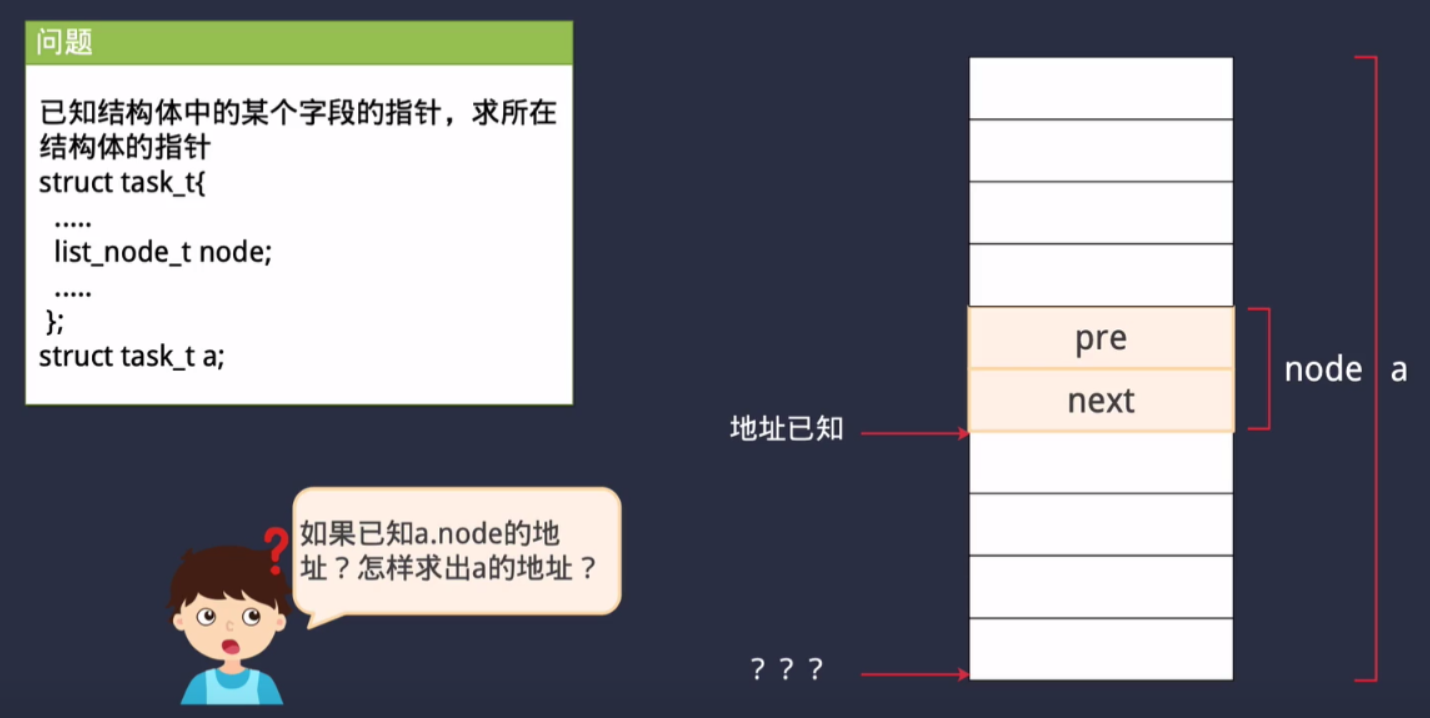 问题
已知结构体中的某个字段的指针，求所在
结构体的指针
struct task_t{
.....
list_node_t node;
.....
};
struct task_t a;
如果已知a.node的地
址？怎样求出a的地址？
?
pre
next
node
a
地址已知
？？？